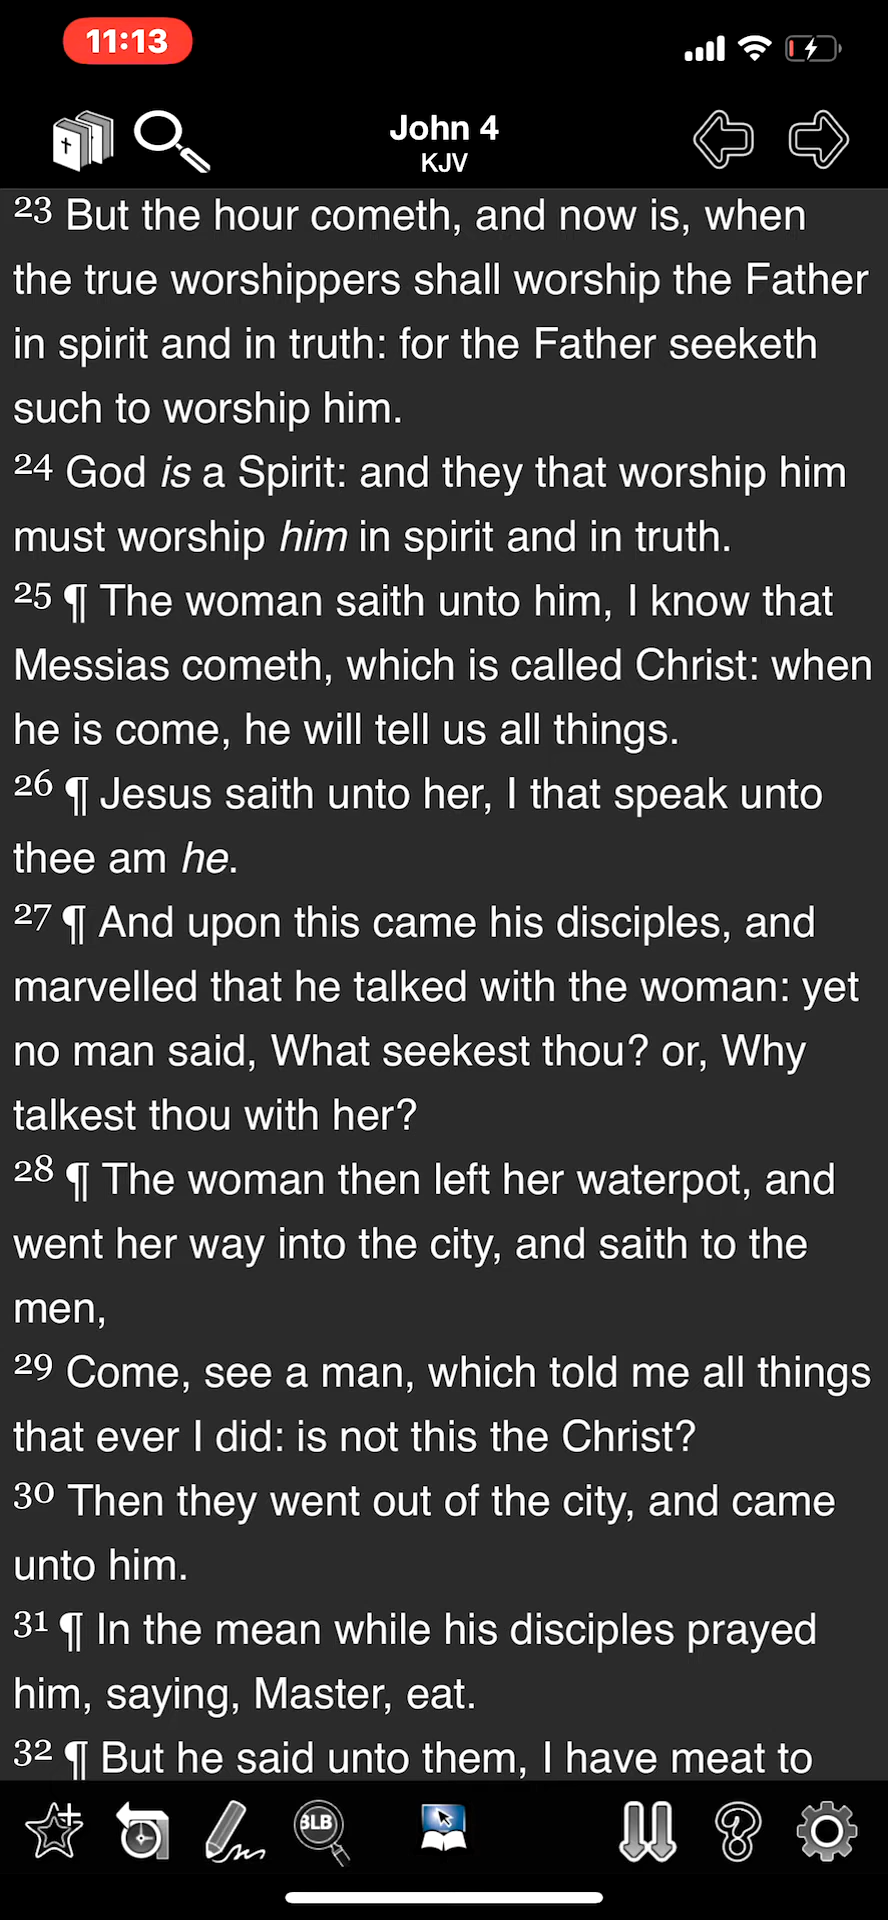 11:13
John 4
KJV
23 But the hour cometh, and now is, when
the true worshippers shall worship the Father
in spirit and in truth: for the Father seeketh
such to worship him.
24 God is a Spirit: and they that worship him
must worship him in spirit and in truth.
25 ¶ The woman saith unto him, I know that
Messias cometh, which is called Christ: when
he is come, he will tell us all things.
26 ¶ Jesus saith unto her, I that speak unto
thee am he.
27 ¶ And upon this came his disciples, and
marvelled that he talked with the woman: yet
no man said, What seekest thou? or, Why
talkest thou with her?
28 ¶ The woman then left her waterpot, and
went her way into the city, and saith to the
men,
29 Come, see a man, which told me all things
that ever I did: is not this the Christ?
30 Then they went out of the city, and came
unto him.
31 ¶ In the mean while his disciples prayed
him, saying, Master, eat.
32 ¶ But he said unto them, I have meat to
BLB